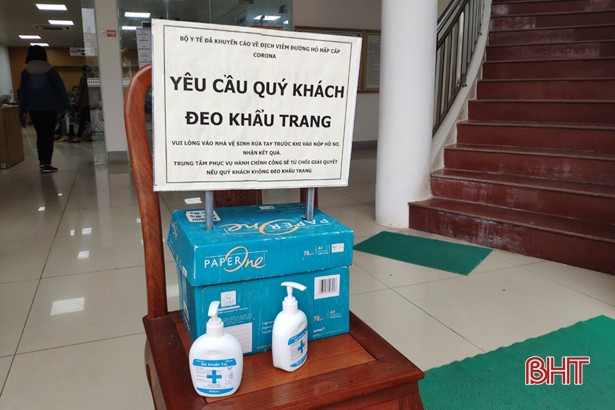 BỘ Y TẾ ĐÃ KHUYẾN CÁO VỀ DỊCH VIÊM ĐƯỜNG HÔ HẤP CẤP
CORONA
YÊU CẦU QUÝ KHÁCH
ĐEO KHẨU TRANG
VUI LÒNG VÀO NHÀ VỆ SINH RỬA TAY TRƯỚC KHI VÀO NỘP HỒ SƠ,
NHẬN KẾT QUẢ.
TRUNG TÂM PHỤC VỤ HÀNH CHÍNH CÔNG SẼ TỪ CHỐI GIẢI QUYẾT
NẾU QUÝ KHÁCH KHÔNG ĐEO KHẨU TRANG
PAPEROne
A4
BHT